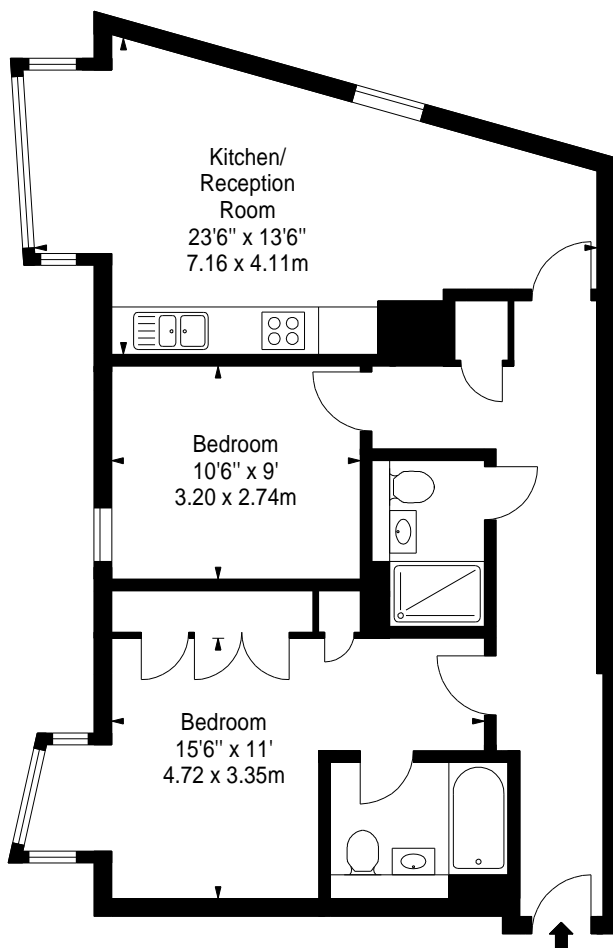 Kitchen/
Reception
Room
23'6" x 13'6"
7.16 x 4.11m
Bedroom
10'6" x 9'
3.20 x 2.74m
Bedroom
15'6" x 11'
4.72 x 3.35m